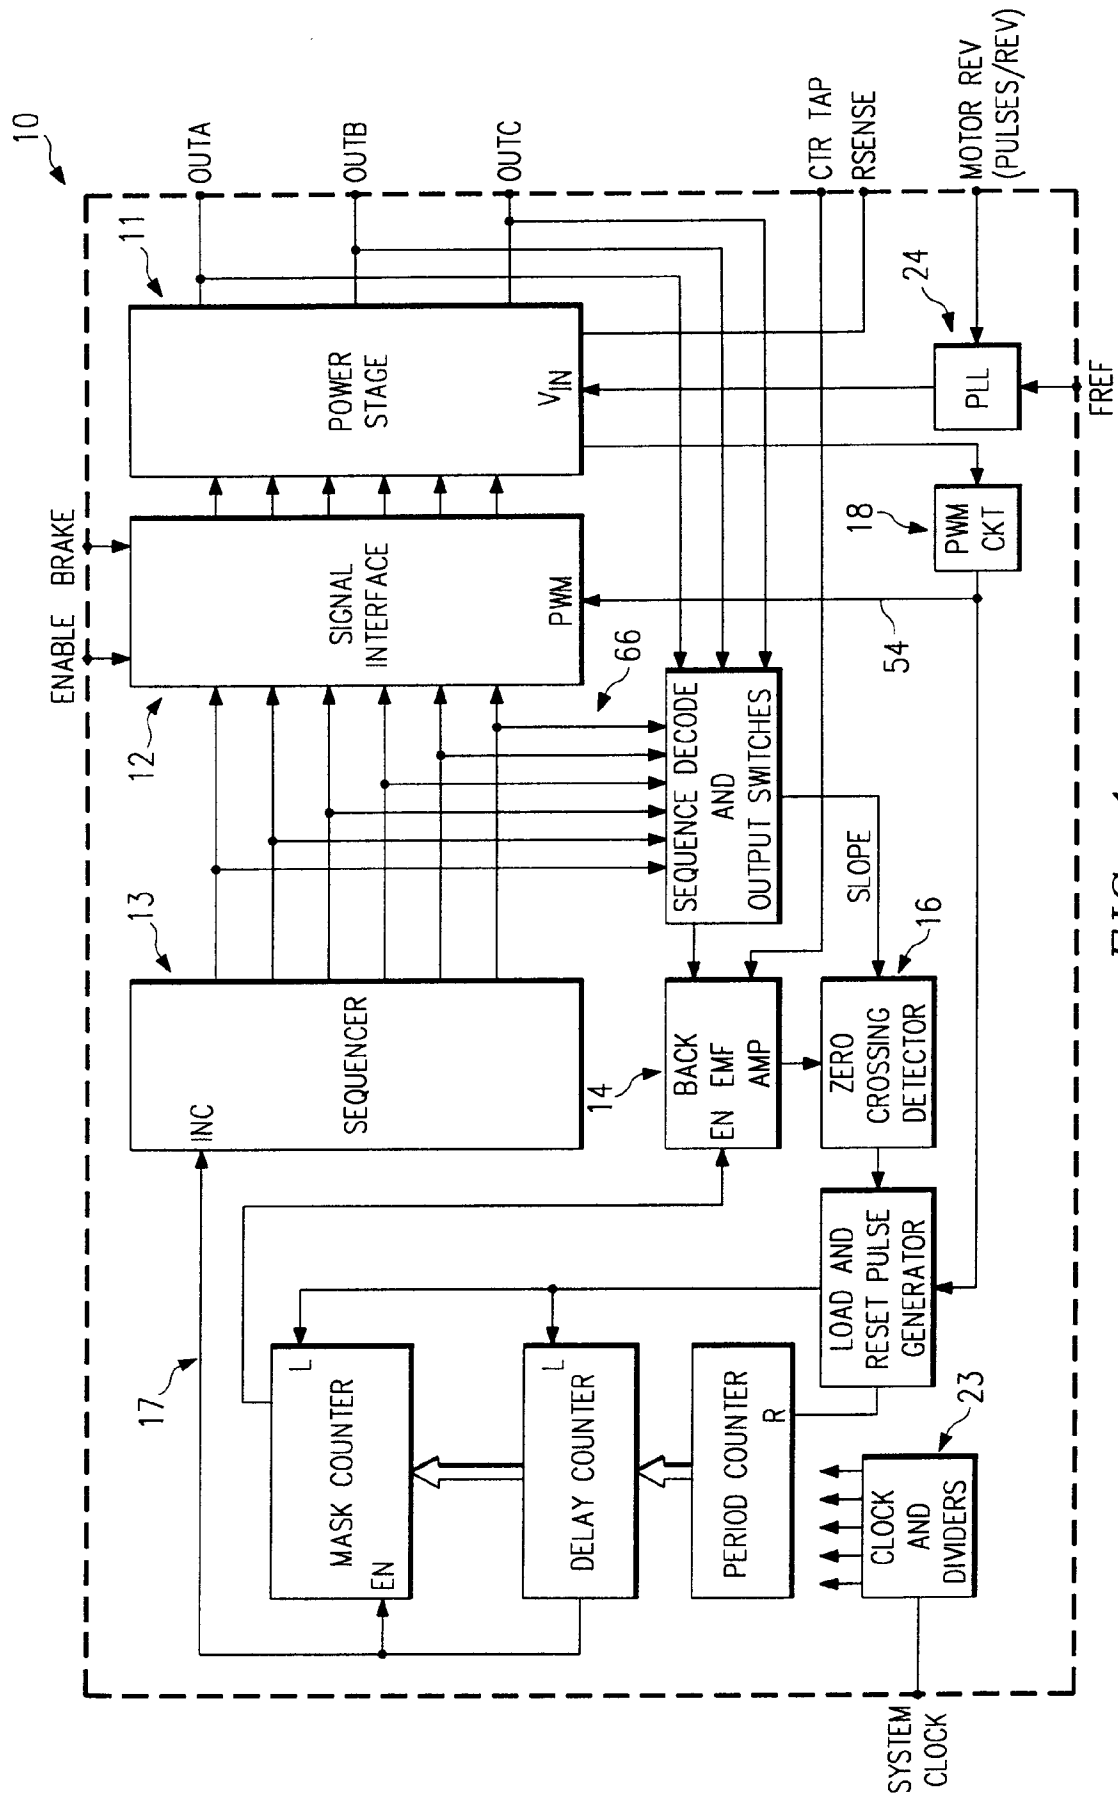 10
ENABLE
BRAKE
17
13
12
11
INC
SEQUENCER
SIGNAL
INTERFACE
PWM
POWER
STAGE
VIN
OUTA
OUTB
OUTC
L
MASK COUNTER
EN
L
DELAY COUNTER
PERIOD COUNTER
R
14
BACK
EN EMF
AMP
66
SEQUENCE DECODE
AND
OUTPUT SWITCHES
SLOPE
16
ZERO
CROSSING
DETECTOR
LOAD AND
RESET PULSE
GENERATOR
54
18
PWM
CKT
24
PLL
CTR TAP
RSENSE
MOTOR REV
(PULSES/REV)
FREF
23
CLOCK
AND
DIVIDERS
SYSTEM
CLOCK